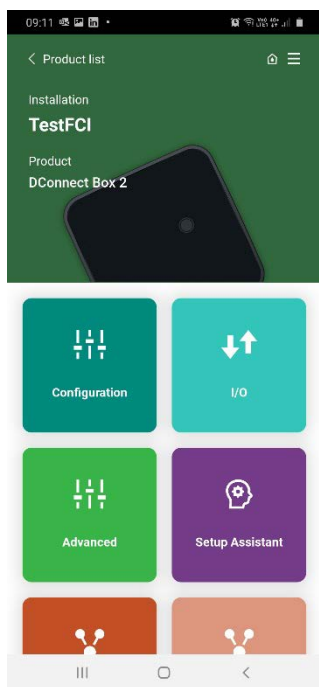 09:11
Product list
Installation
TestFCI
Product
DConnect Box 2
Configuration
I/O
Advanced
Setup Assistant